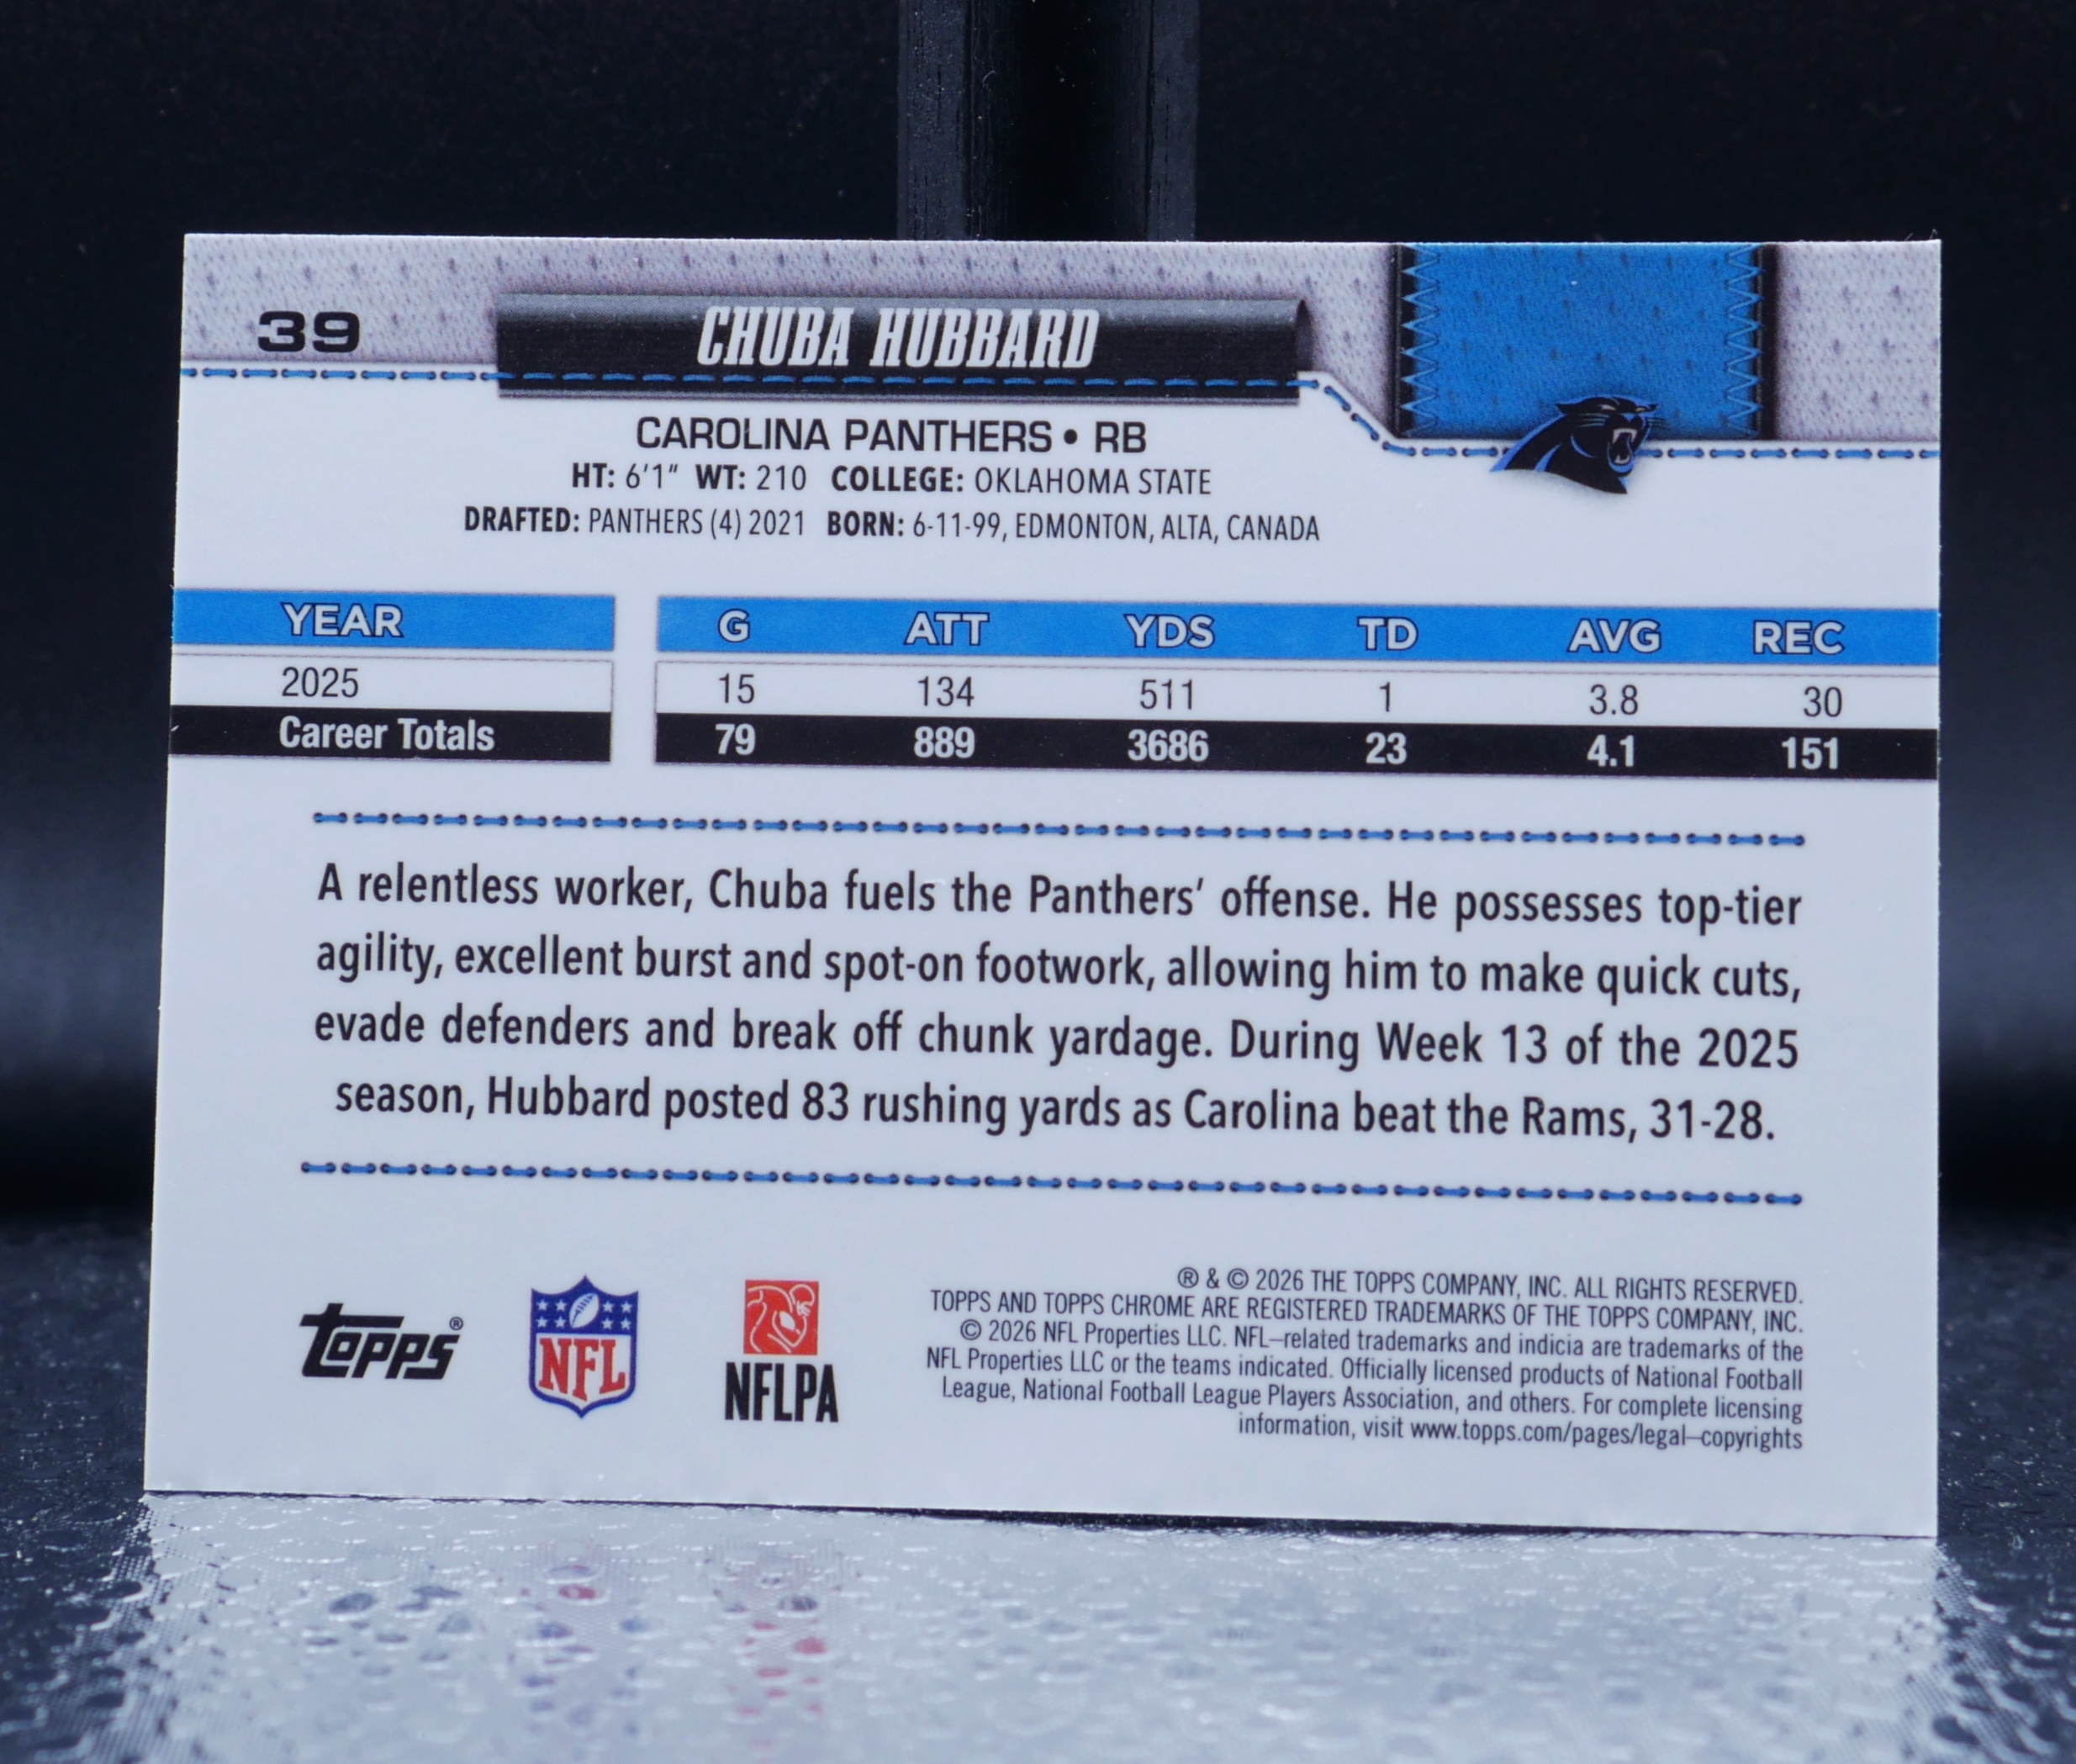 39
CHUBA HUBBARD
CAROLINA PANTHERS • RB
HT: 6'1" WT: 210 COLLEGE: OKLAHOMA STATE
DRAFTED: PANTHERS (4) 2021 BORN: 6-11-99, EDMONTON, ALTA, CANADA
YEAR G ATT YDS TD AVG REC
2025 15 134 511 1 3.8 30
Career Totals 79 889 3686 23 4.1 151
A relentless worker, Chuba fuels the Panthers' offense. He possesses top-tier
agility, excellent burst and spot-on footwork, allowing him to make quick cuts,
evade defenders and break off chunk yardage. During Week 13 of the 2025
season, Hubbard posted 83 rushing yards as Carolina beat the Rams, 31-28.
Topps®
NFL
NFLPA
® & © 2026 THE TOPPS COMPANY, INC. ALL RIGHTS RESERVED.
TOPPS AND TOPPS CHROME ARE REGISTERED TRADEMARKS OF THE TOPPS COMPANY, INC.
© 2026 NFL Properties LLC. NFL–related trademarks and indicia are trademarks of the
NFL Properties LLC or the teams indicated. Officially licensed products of National Football
League, National Football League Players Association, and others. For complete licensing
information, visit www.topps.com/pages/legal–copyrights